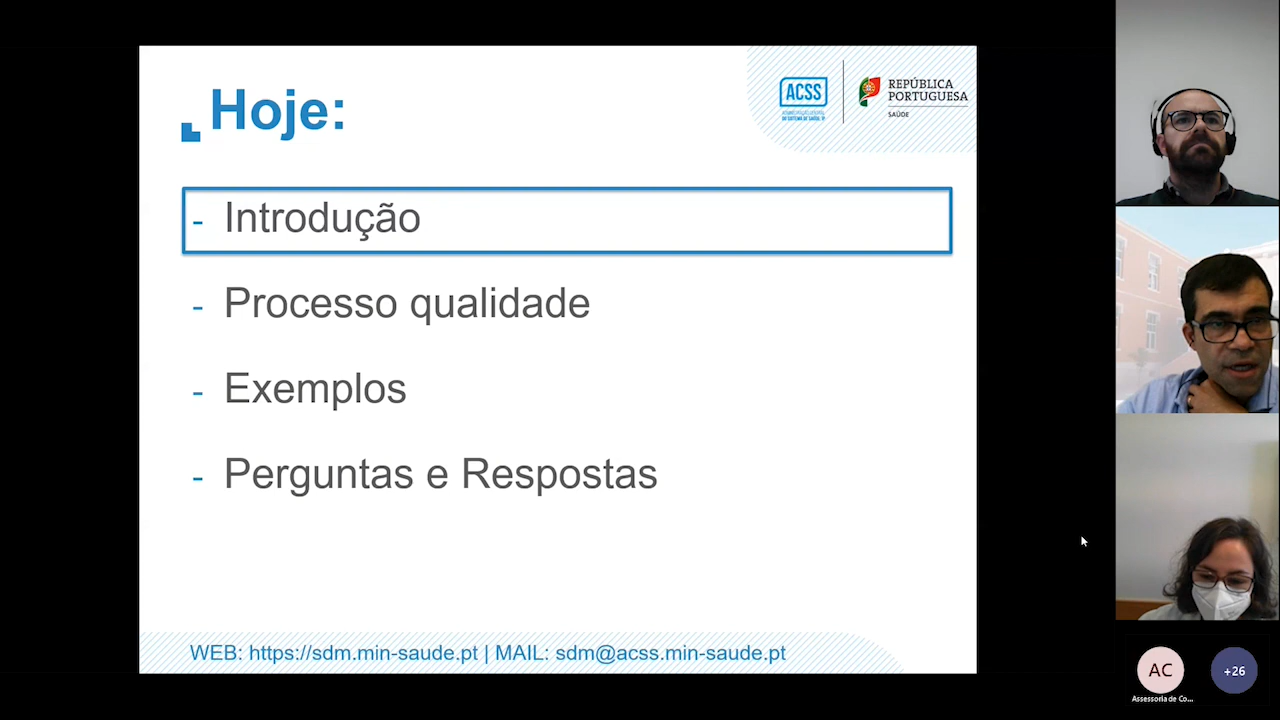 Hoje:
ACSS
REPÚBLICA
PORTUGUESA
SAÚDE
- Introdução
- Processo qualidade
- Exemplos
- Perguntas e Respostas
WEB: https://sdm.min-saude.pt | MAIL: sdm@acss.min-saude.pt
AC
+26
Assessoria de Co...